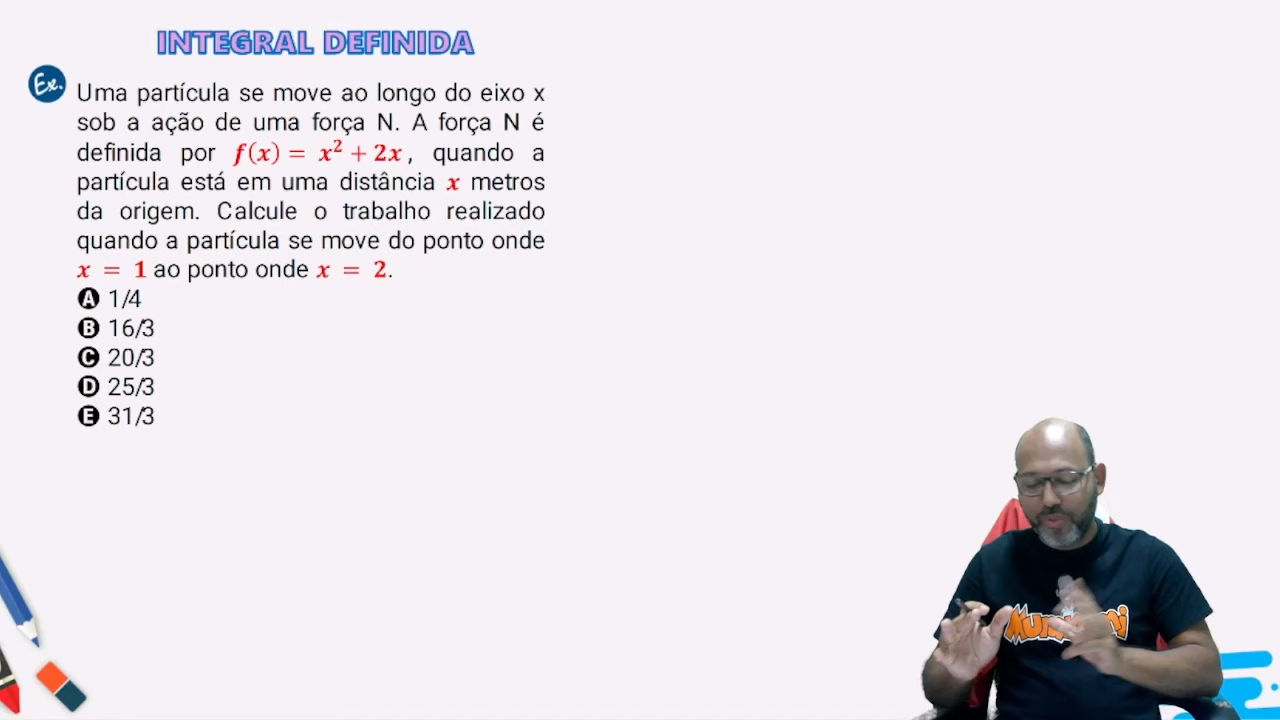 INTEGRAL DEFINIDA
Ex.
Uma partícula se move ao longo do eixo x
sob a ação de uma força N. A força N é
definida por f(x) = x² + 2x, quando a
partícula está em uma distância x metros
da origem. Calcule o trabalho realizado
quando a partícula se move do ponto onde
x = 1 ao ponto onde x = 2.
A 1/4
B 16/3
C 20/3
D 25/3
E 31/3